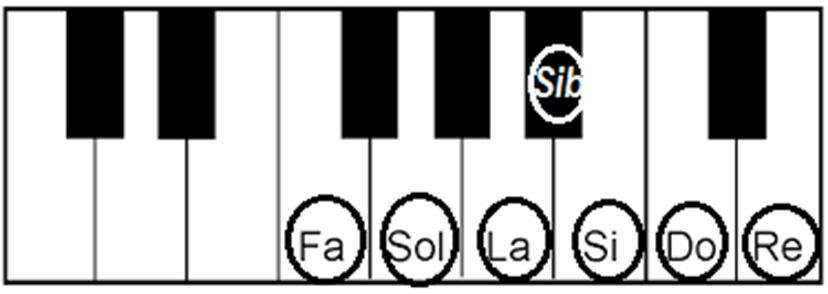 Sib
Fa Sol La Si Do Re